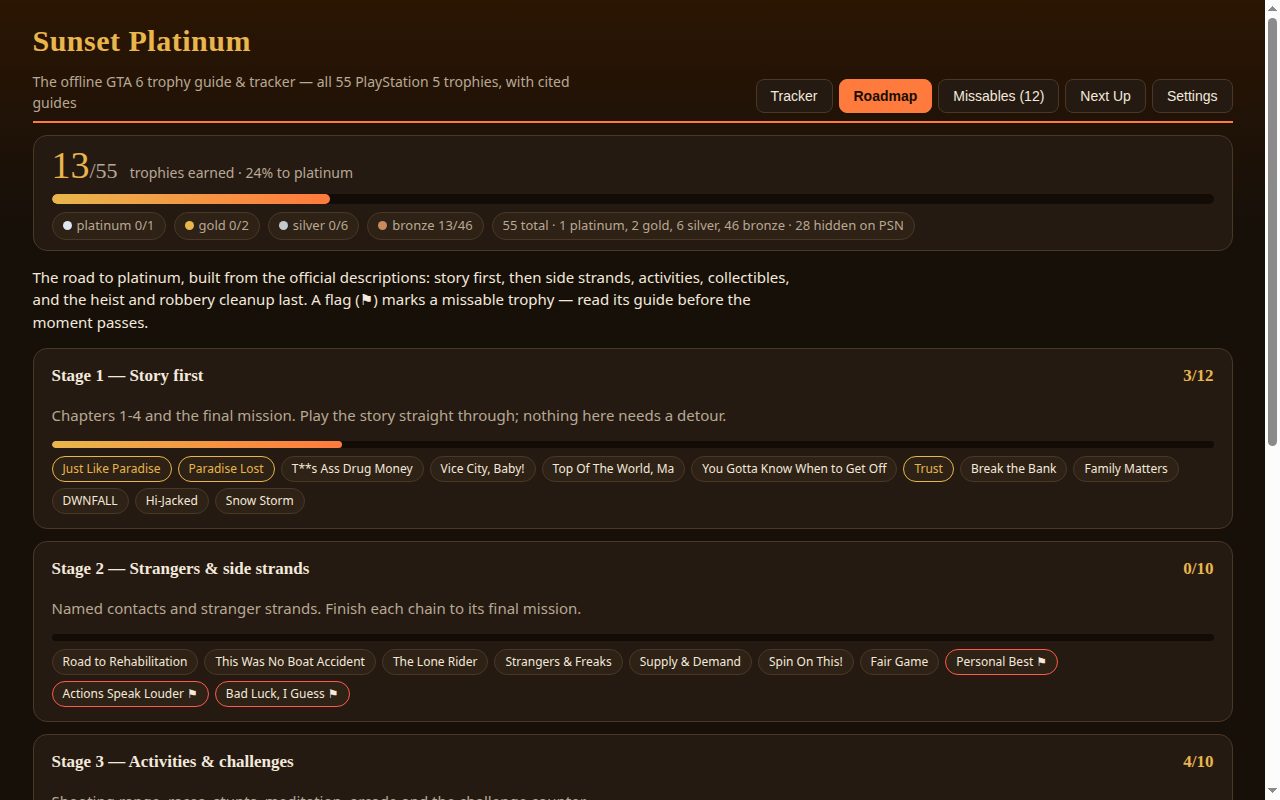 Sunset Platinum
The offline GTA 6 trophy guide & tracker — all 55 PlayStation 5 trophies, with cited
guides
Tracker
Roadmap
Missables (12)
Next Up
Settings
13/55 trophies earned · 24% to platinum
platinum 0/1
gold 0/2
silver 0/6
bronze 13/46
55 total · 1 platinum, 2 gold, 6 silver, 46 bronze · 28 hidden on PSN
The road to platinum, built from the official descriptions: story first, then side strands, activities, collectibles,
and the heist and robbery cleanup last. A flag (⚑) marks a missable trophy — read its guide before the
moment passes.
Stage 1 — Story first
3/12
Chapters 1-4 and the final mission. Play the story straight through; nothing here needs a detour.
Just Like Paradise
Paradise Lost
T**s Ass Drug Money
Vice City, Baby!
Top Of The World, Ma
You Gotta Know When to Get Off
Trust
Break the Bank
Family Matters
DWNFALL
Hi-Jacked
Snow Storm
Stage 2 — Strangers & side strands
0/10
Named contacts and stranger strands. Finish each chain to its final mission.
Road to Rehabilitation
This Was No Boat Accident
The Lone Rider
Strangers & Freaks
Supply & Demand
Spin On This!
Fair Game
Personal Best ⚑
Actions Speak Louder ⚑
Bad Luck, I Guess ⚑
Stage 3 — Activities & challenges
4/10
Shooting range, races, stunts, meditation, arcade and the challenge counter.